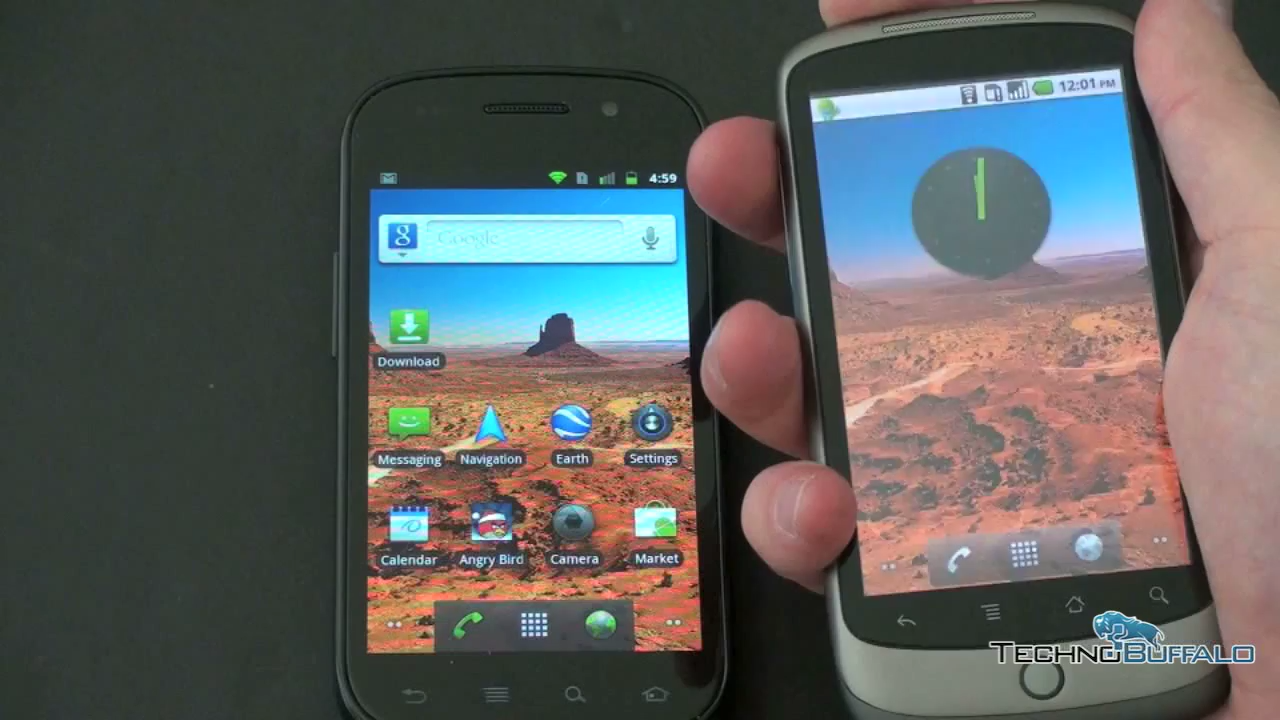 12:01 PM
4:59
g Google
Download
Messaging Navigation Earth Settings
Calendar Angry Bird Camera Market
TECHNOBUFFALO